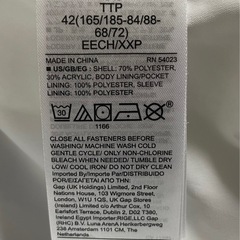 TTP
42(165/185-84/88-
68/72)
EECH/XXP
MADE IN CHINA RN 54023
■ US/GB/EG : SHELL: 70% POLYESTER,
30% ACRYLIC, BODY LINING/POCKET
LINING: 100% POLYESTER, SLEEVE
LINING: 100% POLYESTER
30
1166
CLOSE ALL FASTENERS BEFORE
WASHING/ MACHINE WASH COLD
GENTLE CYCLE/ ONLY NON-CHLORINE
BLEACH WHEN NEEDED/ TUMBLE DRY
LOW/ COOL IRON/ DO NOT DRY CLEAN
Imported By/Importé Par/DISTRIBUIDO
POR/ΕΙΣΑΓΕΤΑΙ ΑΠΟ ΤΗ
Gap (UK Holdings) Limited, 2nd Floor
Nations House, 103 Wigmore Street,
London, W1U 1QS, UK Gap Stores
(Ireland) Limited c/o Arthur Cox, 10
Earlsfort Terrace, Dublin 2, D02 T380,
Ireland Egypt Importer:RIGE,LLC Gap
(RHC) B.V Luna ArenA Herikerbergweg
238 Amsterdam 1101 CM, The